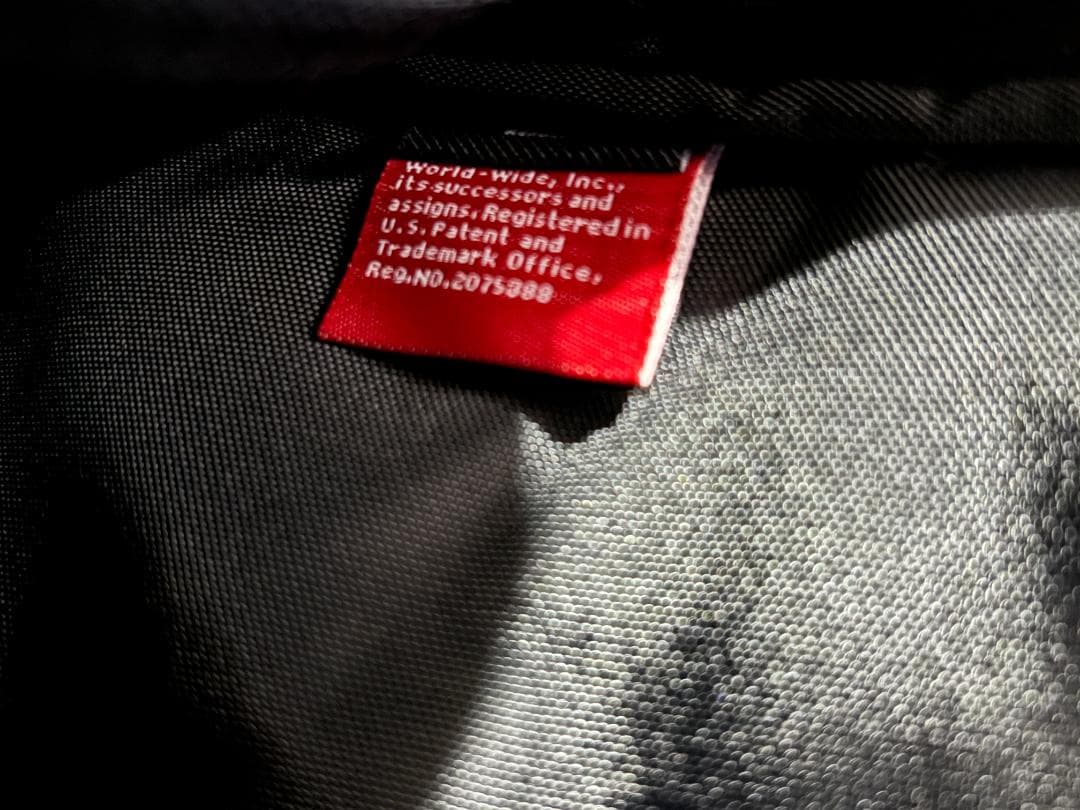 World-Wide, Inc.,
its successors and
assigns, Registered in
U.S. Patent and
Trademark Office,
Reg.NO.2075888